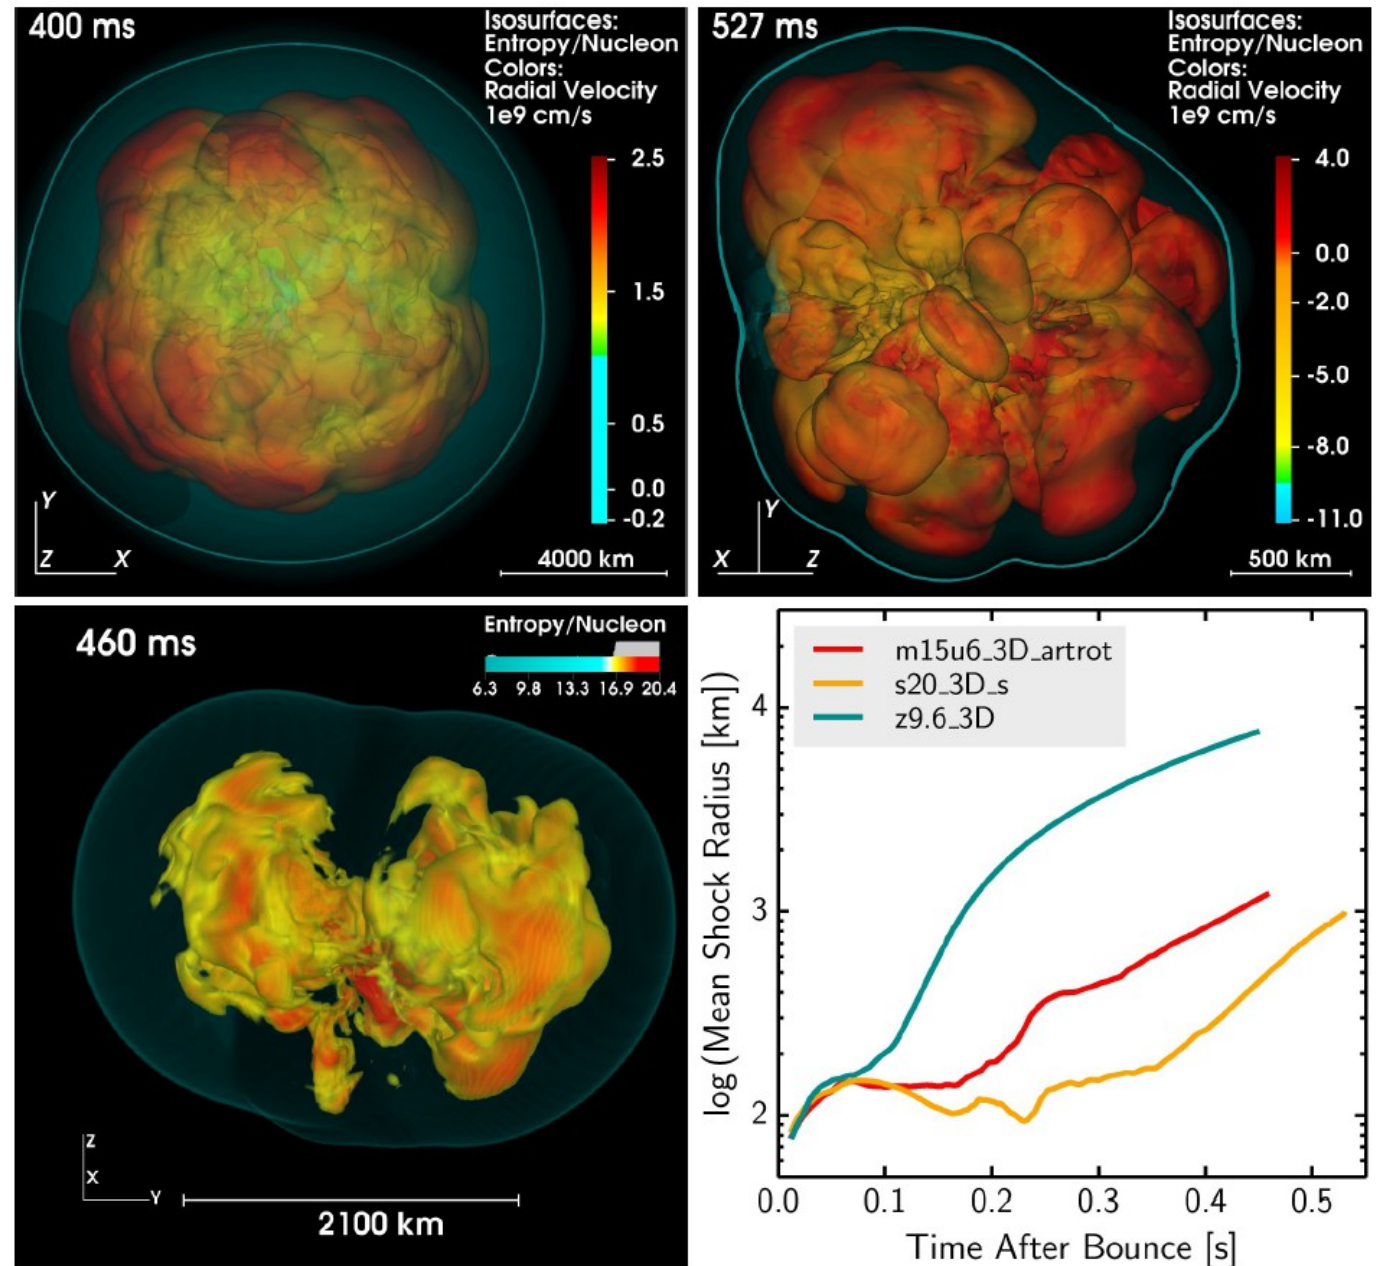 400 ms
Isosurfaces:
Entropy/Nucleon
Colors:
Radial Velocity
1e9 cm/s
2.5
1.5
0.5
0.0
-0.2
Y
Z X
4000 km
527 ms
Isosurfaces:
Entropy/Nucleon
Colors:
Radial Velocity
1e9 cm/s
4.0
0.0
-2.0
-5.0
-8.0
-11.0
Y
X Z
500 km
460 ms
Entropy/Nucleon
6.3 9.8 13.3 16.9 20.4
Z
X
Y
2100 km
m15u6_3D_artrot
s20_3D_s
z9.6_3D
log(Mean Shock Radius [km])
4
3
2
0.0 0.1 0.2 0.3 0.4 0.5
Time After Bounce [s]